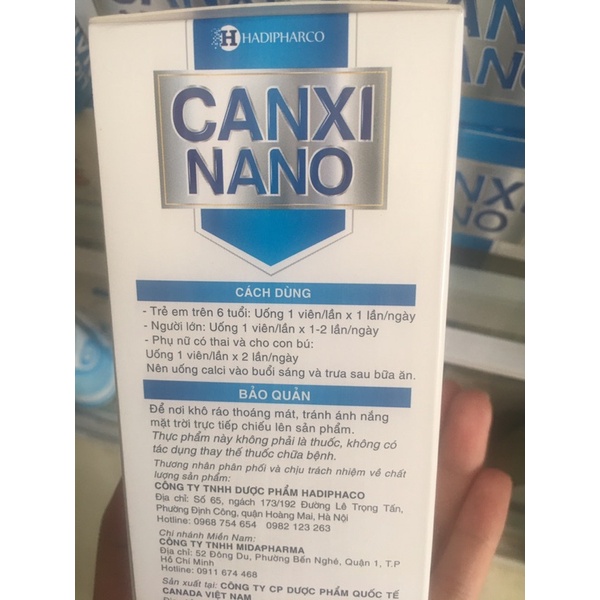 HADIPHARCO
CANXI
NANO
CÁCH DÙNG
- Trẻ em trên 6 tuổi: Uống 1 viên/lần x 1 lần/ngày
- Người lớn: Uống 1 viên/lần x 1-2 lần/ngày
- Phụ nữ có thai và cho con bú:
Uống 1 viên/lần x 2 lần/ngày
Nên uống calci vào buổi sáng và trưa sau bữa ăn.
BẢO QUẢN
Để nơi khô ráo thoáng mát, tránh ánh nắng
mặt trời trực tiếp chiếu lên sản phẩm.
Thực phẩm này không phải là thuốc, không có
tác dụng thay thế thuốc chữa bệnh.
Thương nhân phân phối và chịu trách nhiệm về chất
lượng sản phẩm:
CÔNG TY TNHH DƯỢC PHẨM HADIPHACO
Địa chỉ: Số 65, ngách 173/192 Đường Lê Trọng Tấn,
Phường Định Công, quận Hoàng Mai, Hà Nội
Hotline: 0968 754 654 0982 123 263
Chi nhánh Miền Nam:
CÔNG TY TNHH MIDAPHARMA
Địa chỉ: 52 Đông Du, Phường Bến Nghé, Quận 1, T.P
Hồ Chí Minh
Hotline: 0911 674 468
Sản xuất tại: CÔNG TY CP DƯỢC PHẨM QUỐC TẾ
CANADA VIỆT NAM
CANXI
NANO